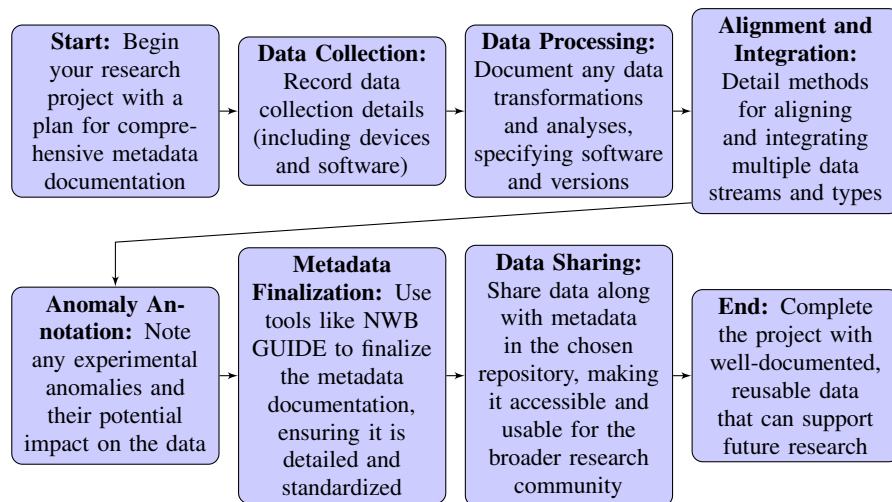 Start: Begin
your research
project with a
plan for compre-
hensive metadata
documentation
Data Collection:
Record data
collection details
(including devices
and software)
Data Processing:
Document any data
transformations
and analyses,
specifying software
and versions
Alignment and
Integration:
Detail methods
for aligning
and integrating
multiple data
streams and types
Anomaly An-
notation: Note
any experimental
anomalies and
their potential
impact on the data
Metadata
Finalization: Use
tools like NWB
GUIDE to finalize
the metadata
documentation,
ensuring it is
detailed and
standardized
Data Sharing:
Share data along
with metadata
in the chosen
repository, making
it accessible and
usable for the
broader research
community
End: Complete
the project with
well-documented,
reusable data
that can support
future research